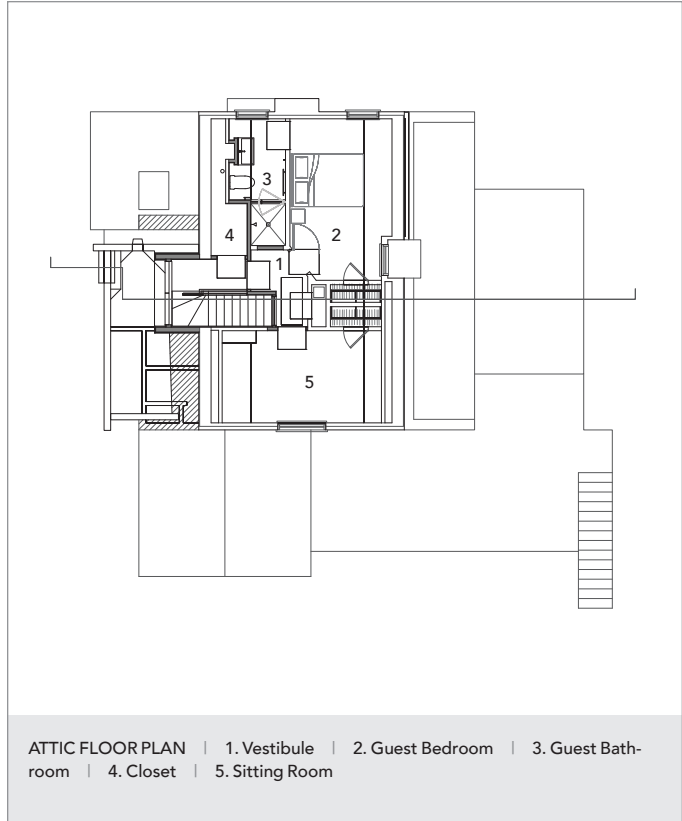 3
4
2
1
5
ATTIC FLOOR PLAN | 1. Vestibule | 2. Guest Bedroom | 3. Guest Bath-
room | 4. Closet | 5. Sitting Room